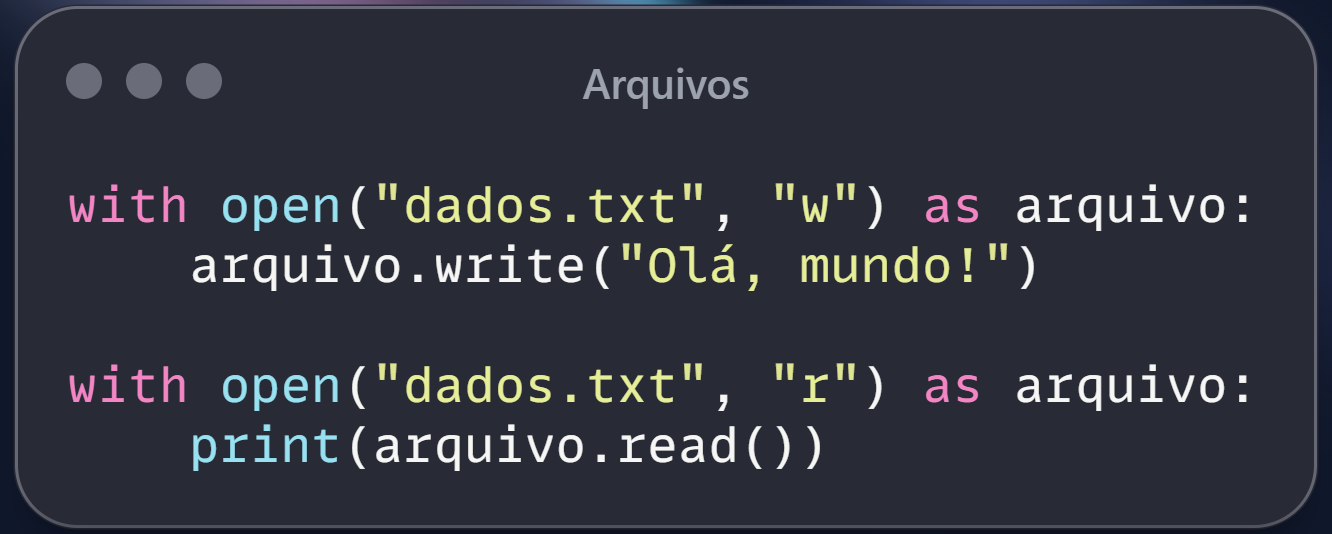 Arquivos
with open("dados.txt", "w") as arquivo:
    arquivo.write("Olá, mundo!")
with open("dados.txt", "r") as arquivo:
    print(arquivo.read())